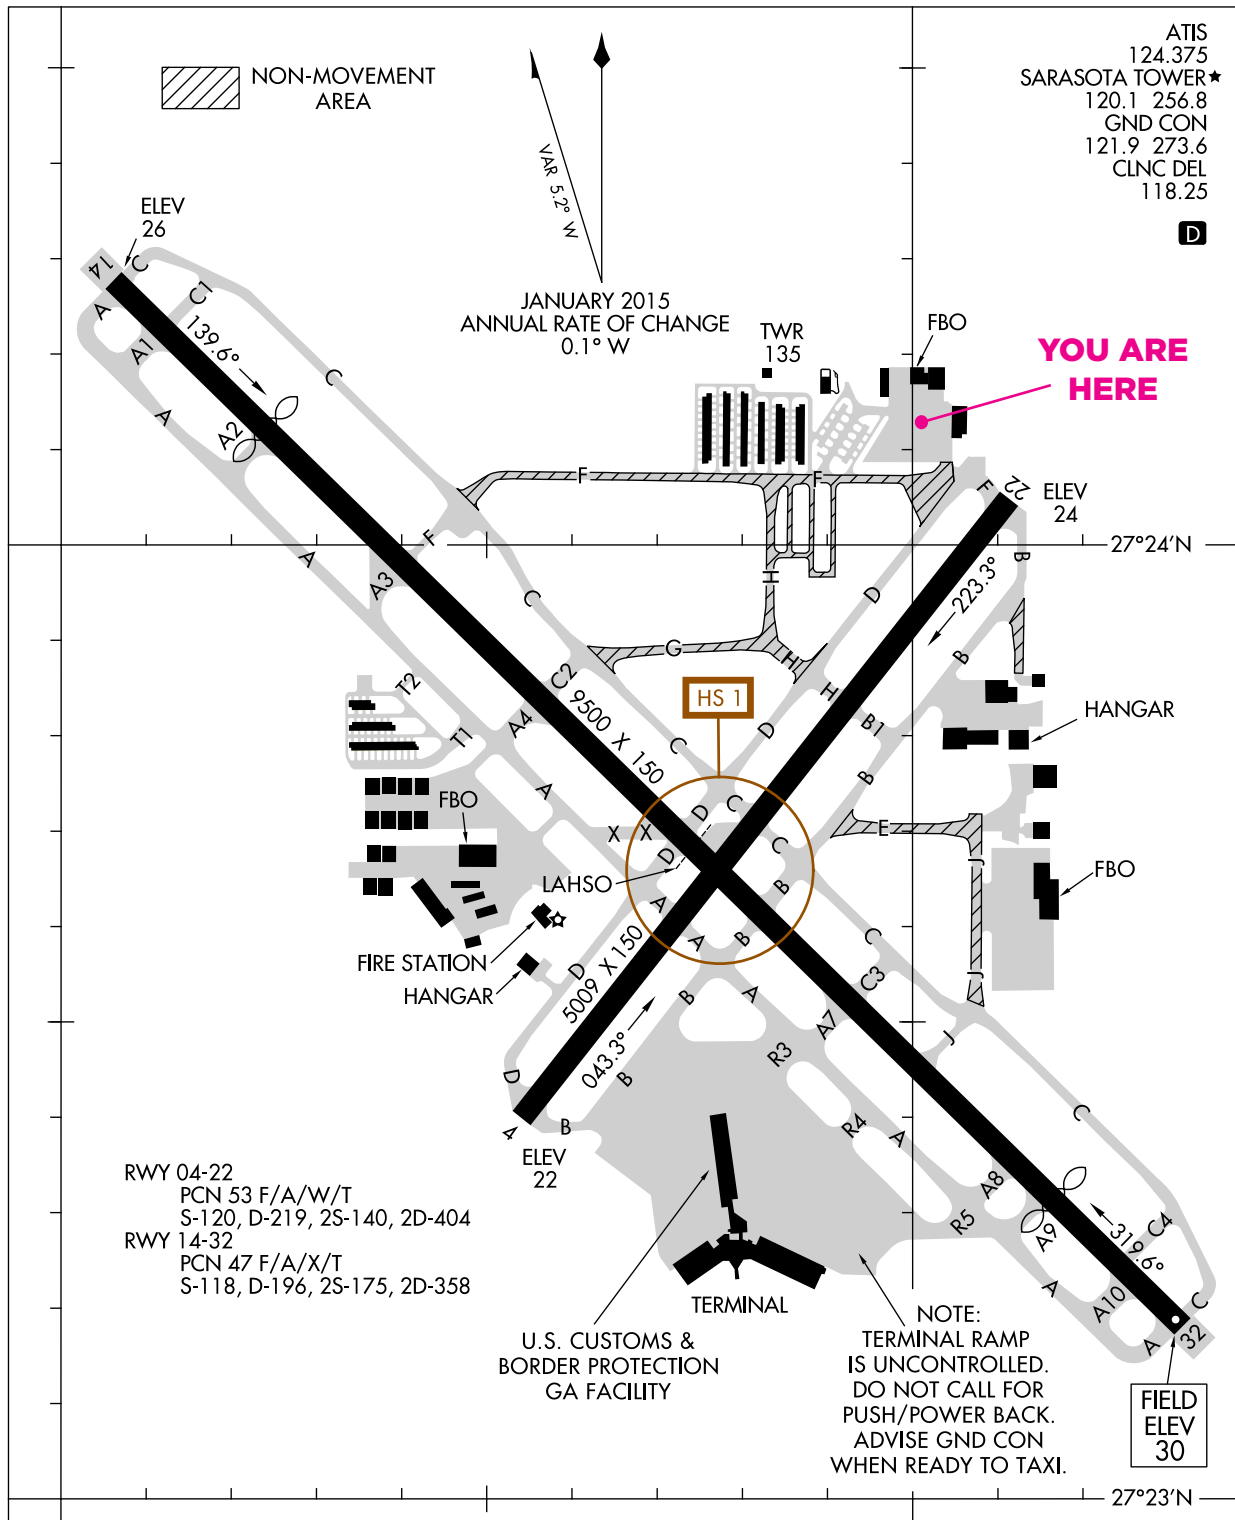 ATIS
124.375
SARASOTA TOWER★
120.1 256.8
GND CON
121.9 273.6
CLNC DEL
118.25
D
NON-MOVEMENT
AREA
VAR 5.2° W
JANUARY 2015
ANNUAL RATE OF CHANGE
0.1° W
ELEV
26
14
C
C1
A
A1
139.6°
C
A
A2
TWR
135
FBO
YOU ARE
HERE
F
F
F
22
ELEV
24
27°24'N
A
F
A3
H
C
D
B
223.3°
G
H
H
B
C2
T2
A4
T1
9500 X 150
HS 1
C
D
B1
B
HANGAR
A
FBO
X
X
D
C
D
C
E
J
LAHSO
B
FBO
A
A
B
C
FIRE STATION
HANGAR
D
5009 X 150
B
A
C3
J
A7
J
R3
043.3°
D
B
4
B
ELEV
22
R4
A
C
A8
R5
A9
C4
319.6°
A
A10
C
A
32
RWY 04-22
PCN 53 F/A/W/T
S-120, D-219, 2S-140, 2D-404
RWY 14-32
PCN 47 F/A/X/T
S-118, D-196, 2S-175, 2D-358
TERMINAL
U.S. CUSTOMS &
BORDER PROTECTION
GA FACILITY
NOTE:
TERMINAL RAMP
IS UNCONTROLLED.
DO NOT CALL FOR
PUSH/POWER BACK.
ADVISE GND CON
WHEN READY TO TAXI.
FIELD
ELEV
30
27°23'N